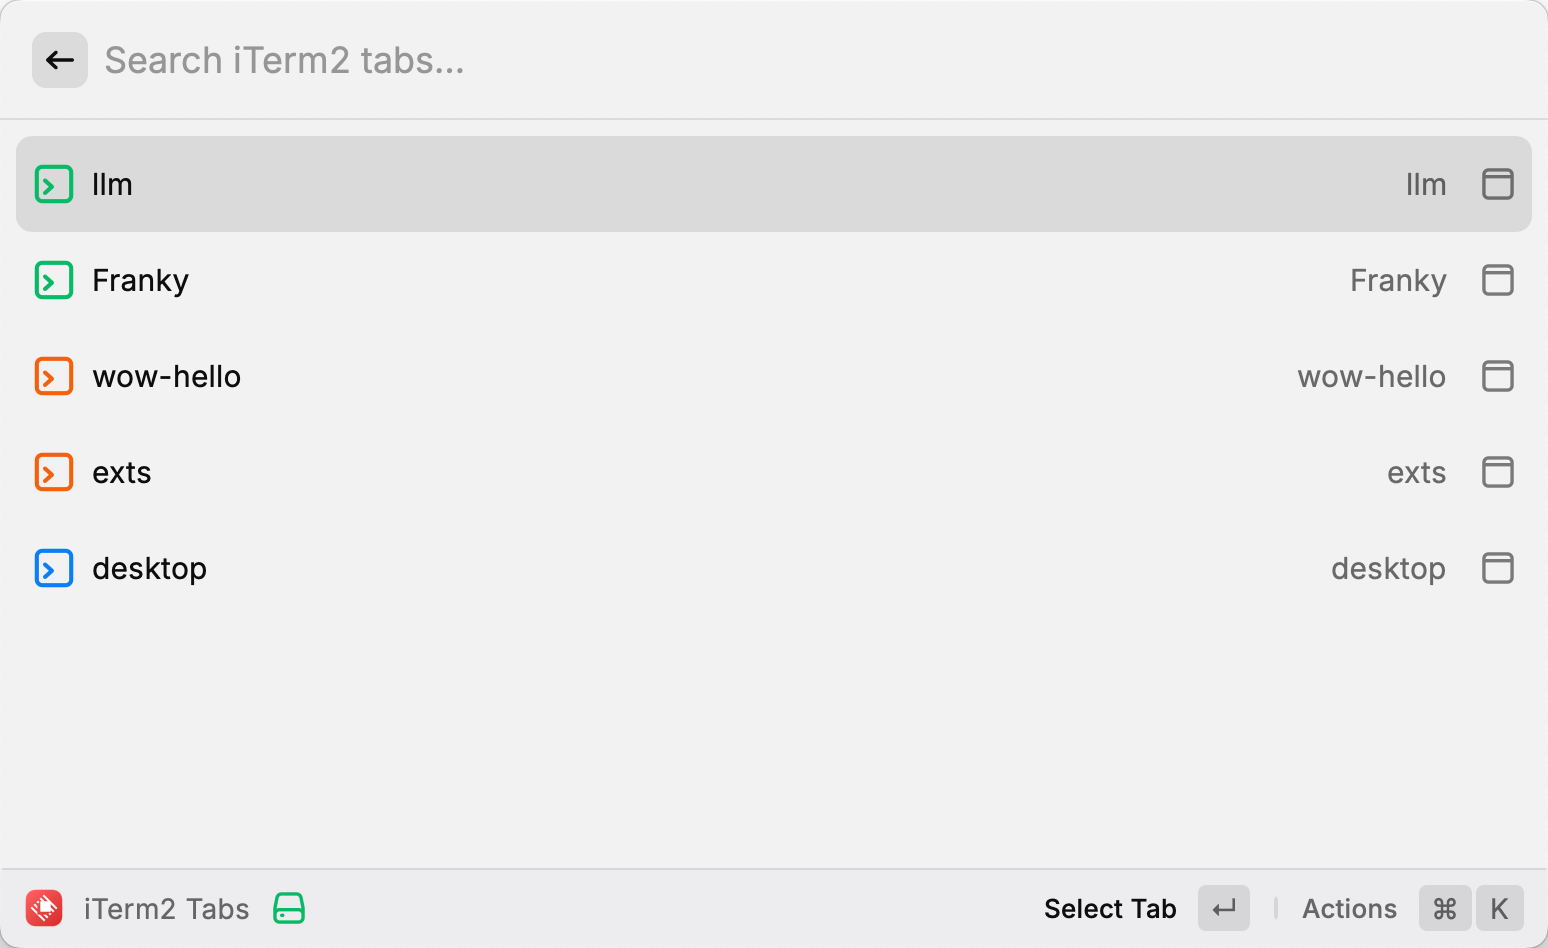 Search iTerm2 tabs...
llm llm
Franky Franky
wow-hello wow-hello
exts exts
desktop desktop
iTerm2 Tabs Select Tab ↵ Actions ⌘ K